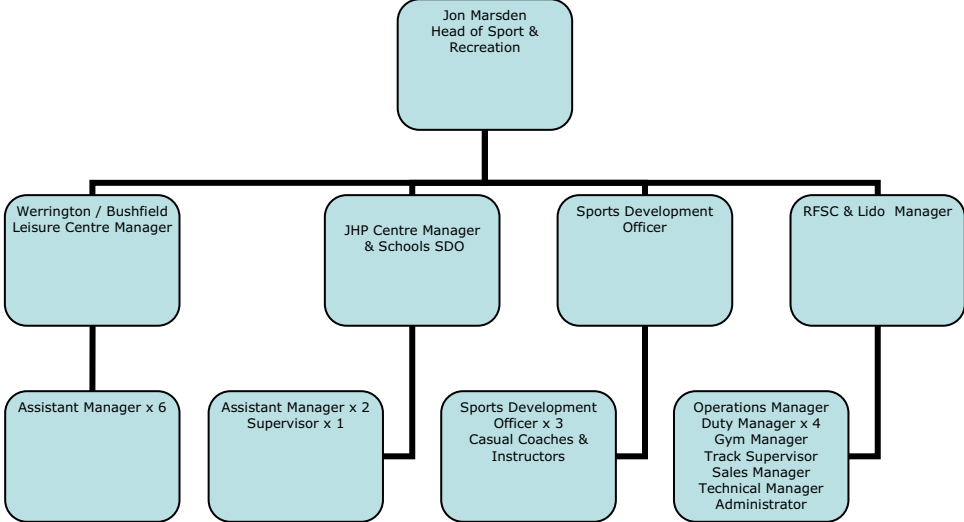 Jon Marsden
Head of Sport &
Recreation
Werrington / Bushfield
Leisure Centre Manager
JHP Centre Manager
& Schools SDO
Sports Development
Officer
RFSC & Lido Manager
Assistant Manager x 6
Assistant Manager x 2
Supervisor x 1
Sports Development
Officer x 3
Casual Coaches &
Instructors
Operations Manager
Duty Manager x 4
Gym Manager
Track Supervisor
Sales Manager
Technical Manager
Administrator